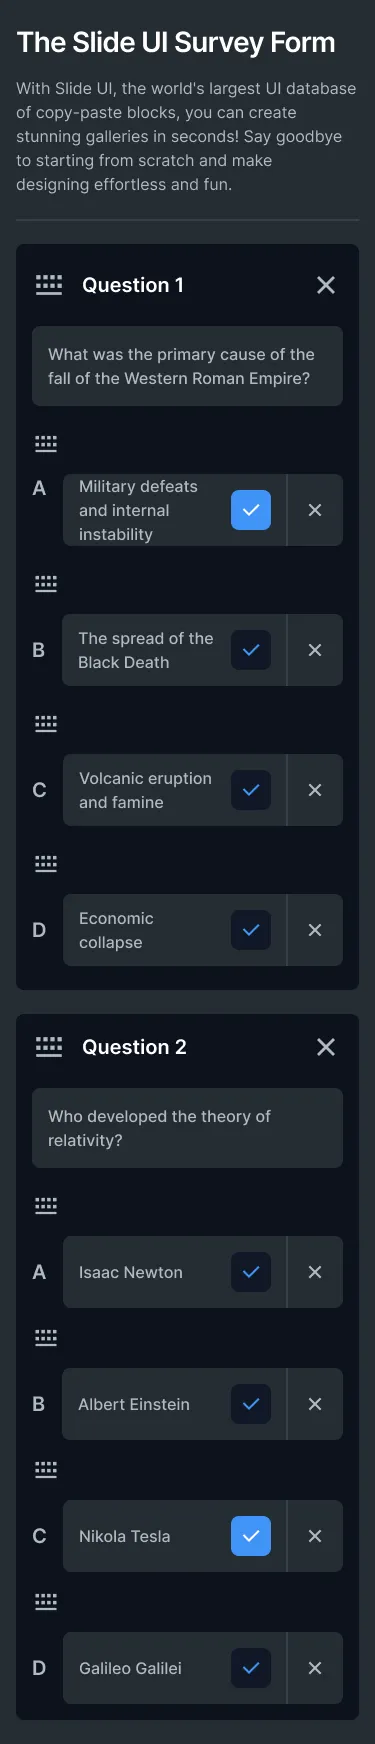 The Slide UI Survey Form
With Slide UI, the world's largest UI database
of copy-paste blocks, you can create
stunning galleries in seconds! Say goodbye
to starting from scratch and make
designing effortless and fun.
Question 1
What was the primary cause of the
fall of the Western Roman Empire?
A
Military defeats
and internal
instability
B
The spread of the
Black Death
C
Volcanic eruption
and famine
D
Economic
collapse
Question 2
Who developed the theory of
relativity?
A
Isaac Newton
B
Albert Einstein
C
Nikola Tesla
D
Galileo Galilei